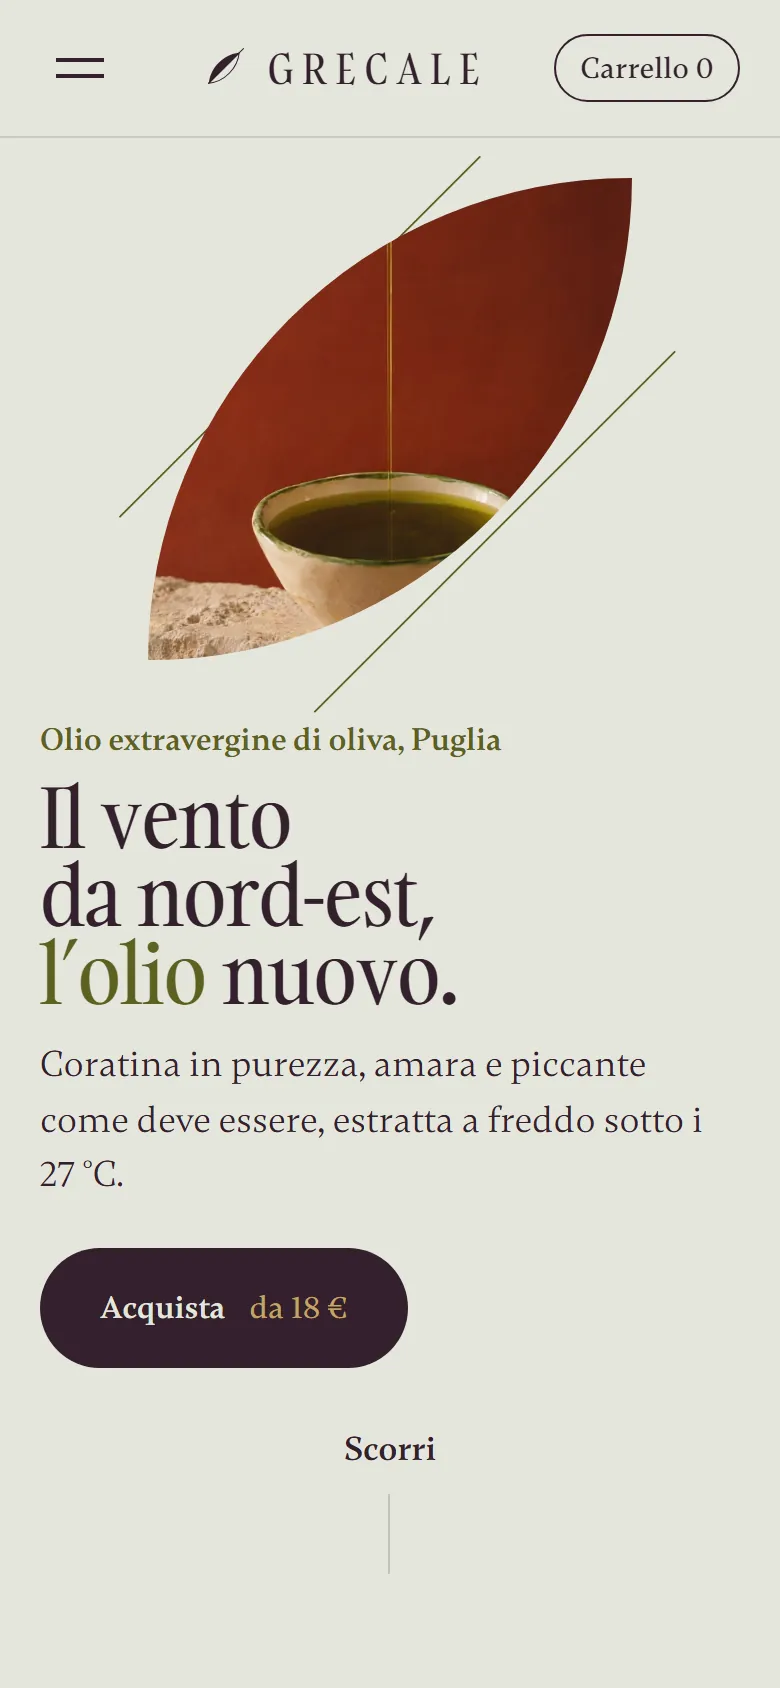 GRECALE
Carrello 0
Olio extravergine di oliva, Puglia
Il vento
da nord-est,
l′olio nuovo.
Coratina in purezza, amara e piccante
come deve essere, estratta a freddo sotto i
27 °C.
Acquista da 18 €
Scorri